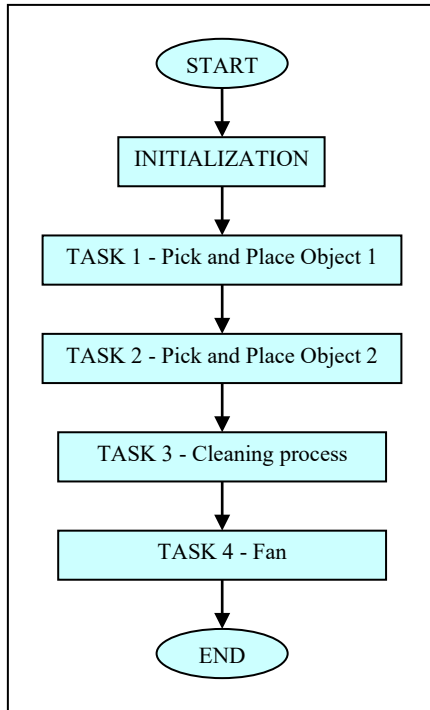 START
INITIALIZATION
TASK 1 - Pick and Place Object 1
TASK 2 - Pick and Place Object 2
TASK 3 - Cleaning process
TASK 4 - Fan
END